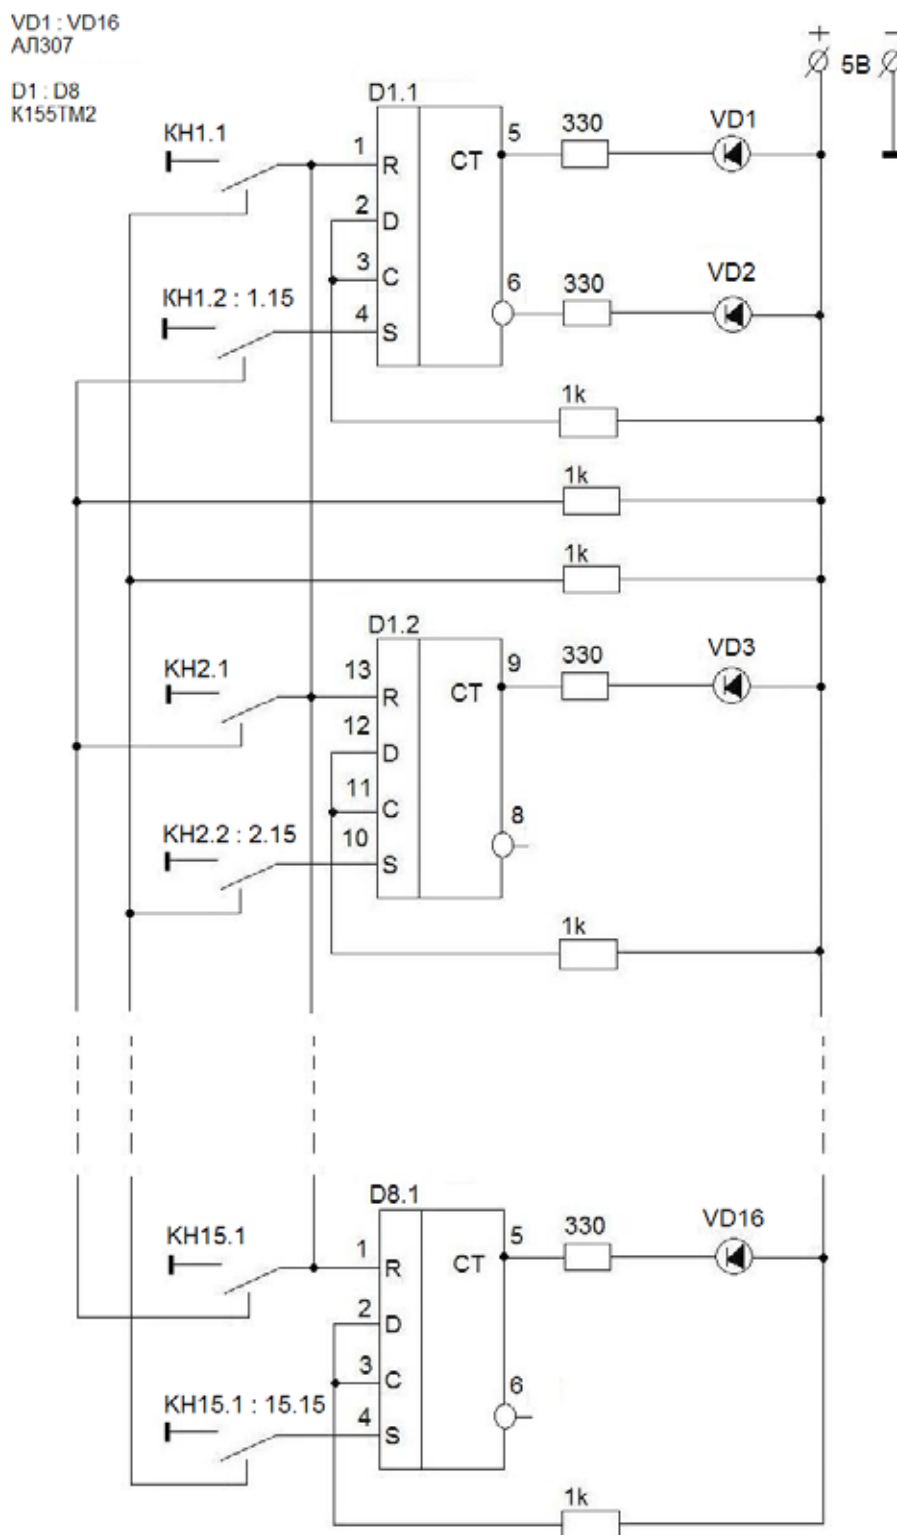 VD1 : VD16
АЛ307
D1 : D8
К155ТМ2
+ −
5В
D1.1
КН1.1
1 R
2 D
3 C
4 S
СТ
5
6
330
VD1
330
VD2
КН1.2 : 1.15
1k
1k
1k
D1.2
КН2.1
13 R
12 D
11 C
10 S
СТ
9
8
330
VD3
КН2.2 : 2.15
1k
D8.1
КН15.1
1 R
2 D
3 C
4 S
СТ
5
6
330
VD16
КН15.1 : 15.15
1k